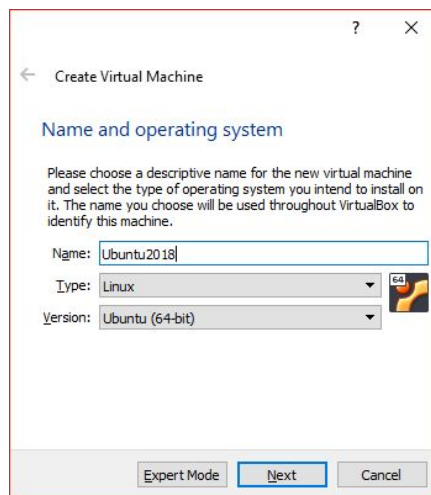 ?
Create Virtual Machine
Name and operating system
Please choose a descriptive name for the new virtual machine
and select the type of operating system you intend to install on
it. The name you choose will be used throughout VirtualBox to
identify this machine.
Name: Ubuntu2018
Type: Linux
64
Version: Ubuntu (64-bit)
Expert Mode Next Cancel